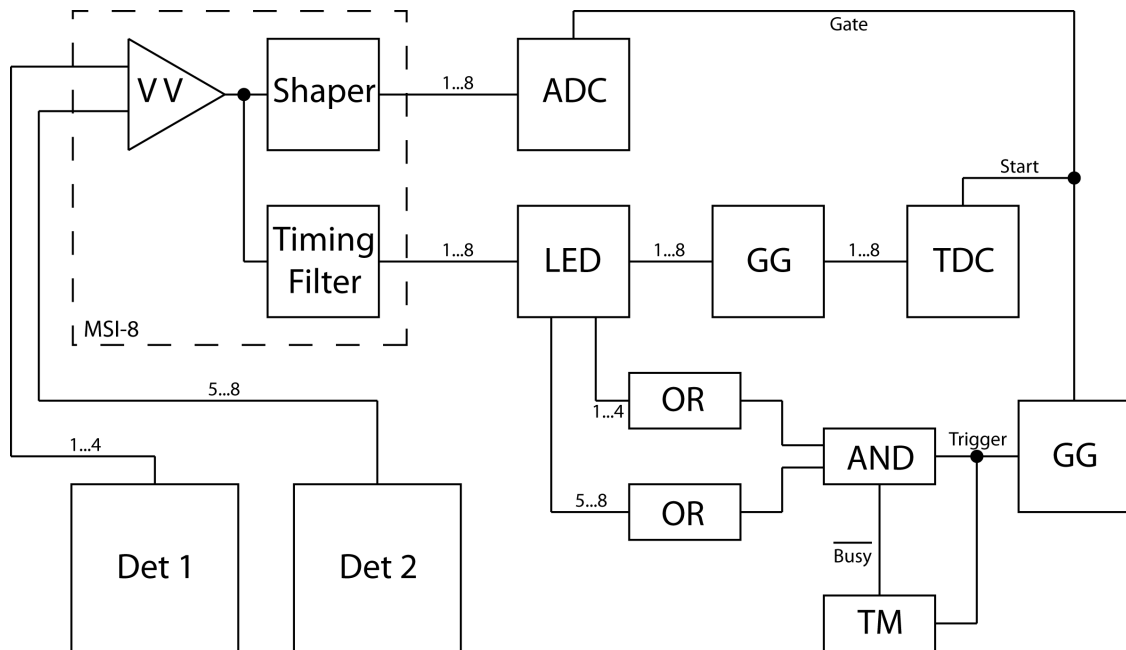 Gate
V V
Shaper
1...8
ADC
Start
Timing
Filter
1...8
LED
1...8
GG
1...8
TDC
MSI-8
5...8
OR
1...4
1...4
AND
Trigger
GG
5...8
OR
Det 1
Det 2
Busy
TM